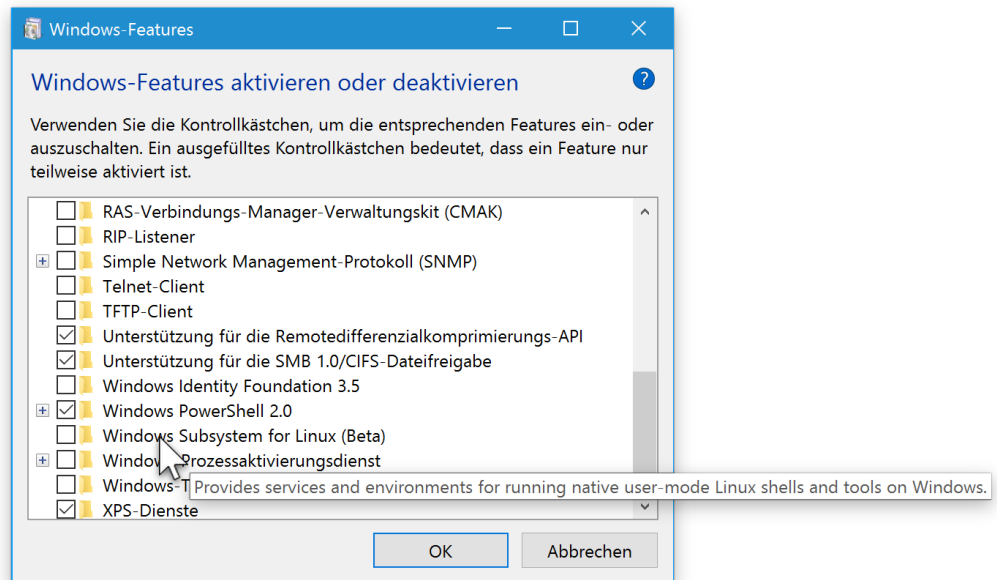 Windows-Features
Windows-Features aktivieren oder deaktivieren
?
Verwenden Sie die Kontrollkästchen, um die entsprechenden Features ein- oder
auszuschalten. Ein ausgefülltes Kontrollkästchen bedeutet, dass ein Feature nur
teilweise aktiviert ist.
RAS-Verbindungs-Manager-Verwaltungskit (CMAK)
RIP-Listener
Simple Network Management-Protokoll (SNMP)
Telnet-Client
TFTP-Client
Unterstützung für die Remotedifferenzialkomprimierungs-API
Unterstützung für die SMB 1.0/CIFS-Dateifreigabe
Windows Identity Foundation 3.5
Windows PowerShell 2.0
Windows Subsystem for Linux (Beta)
Windows-Prozessaktivierungsdienst
Windows-T
Provides services and environments for running native user-mode Linux shells and tools on Windows.
XPS-Dienste
OK
Abbrechen